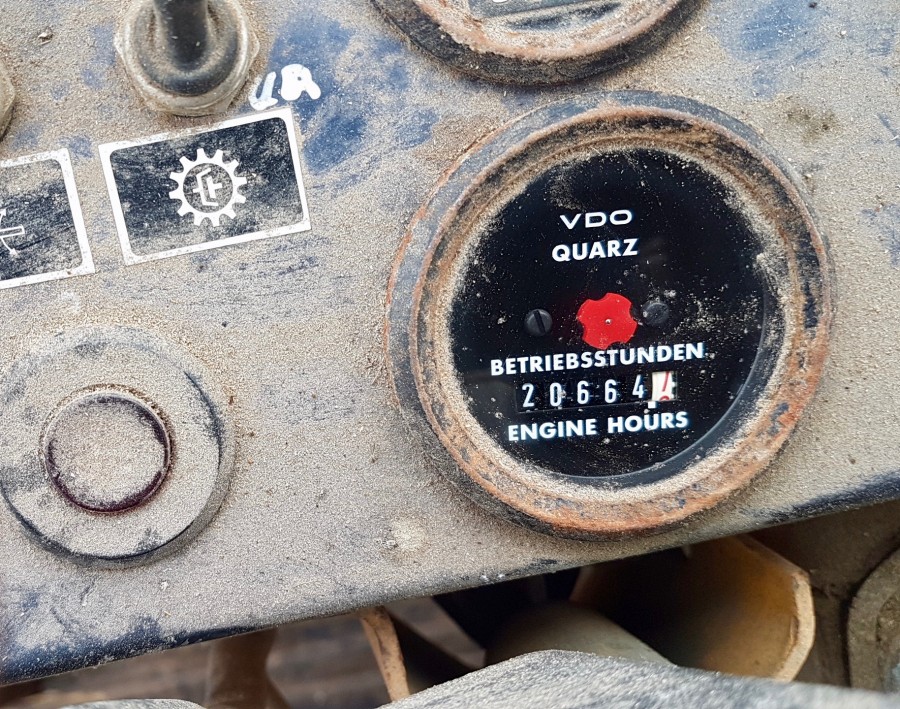 VDO
QUARZ
BETRIEBSSTUNDEN
20664
ENGINE HOURS